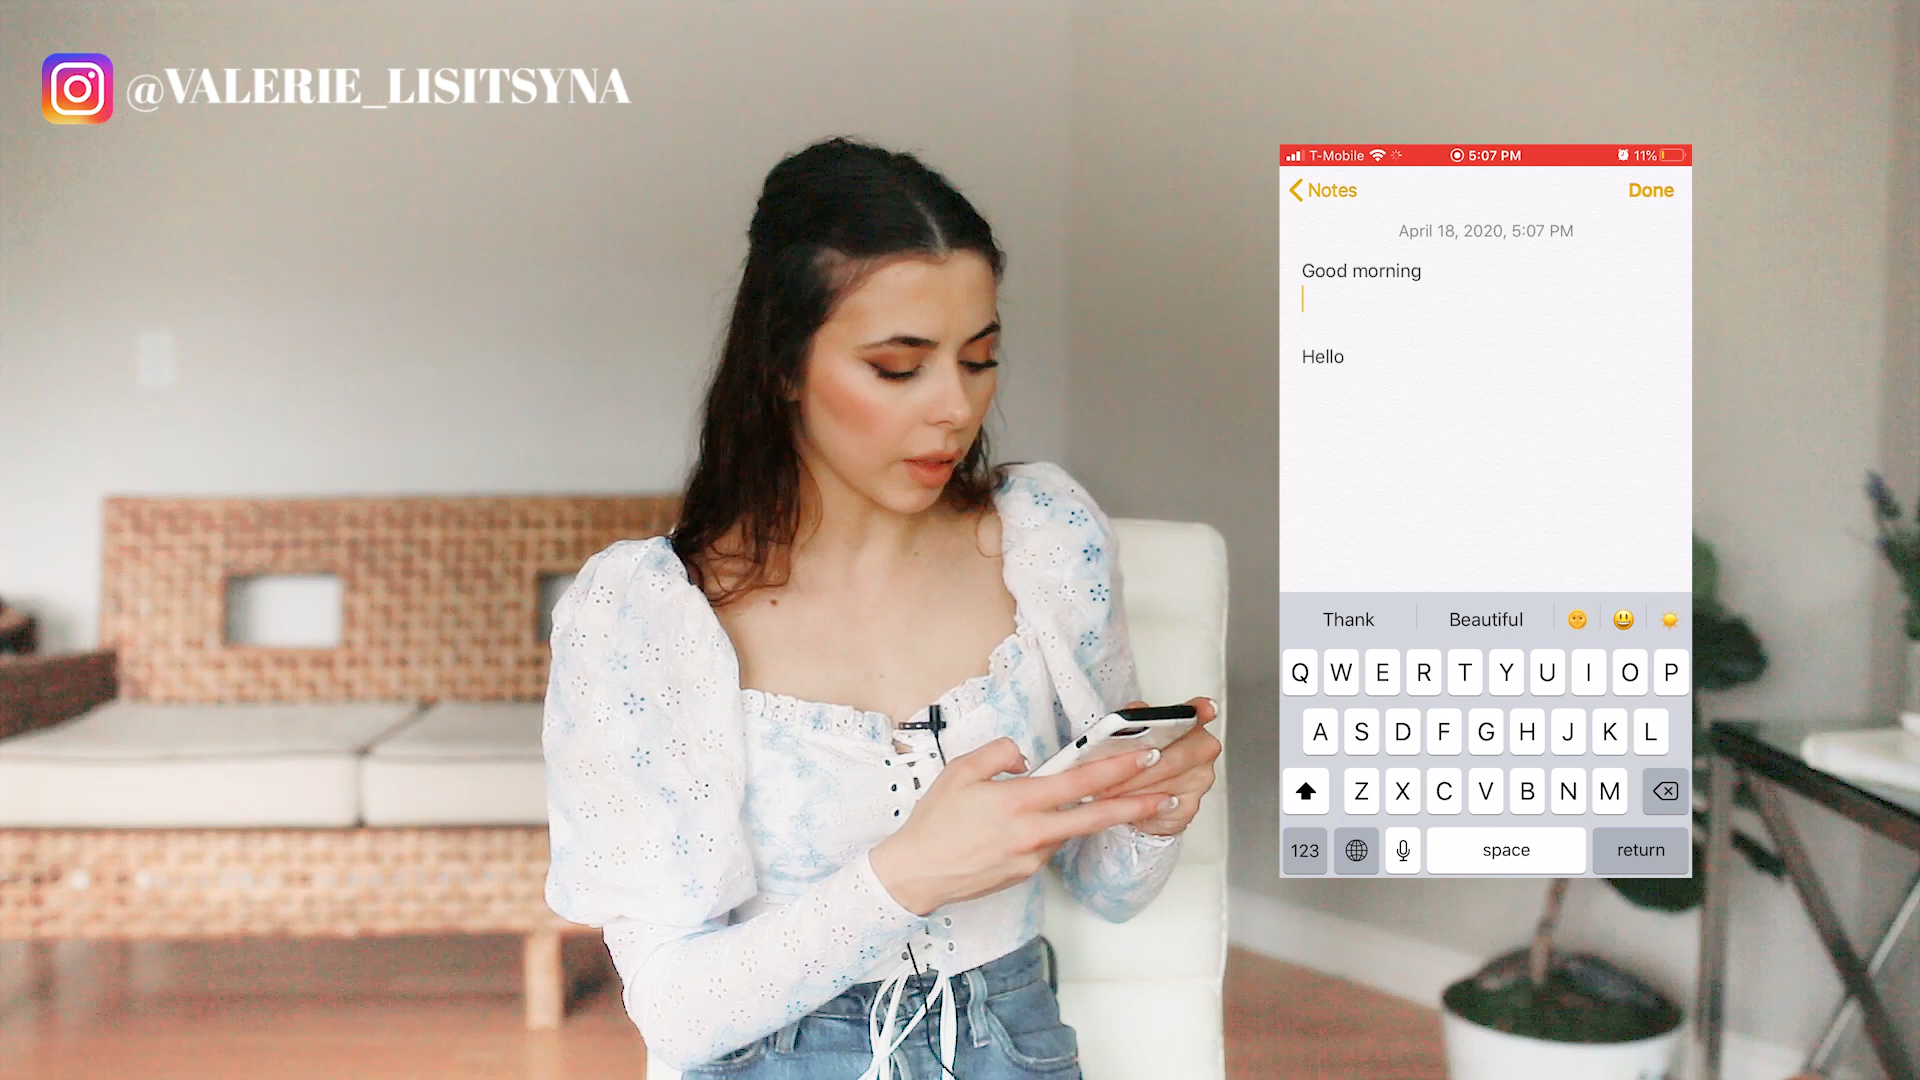 @VALERIE_LISITSYNA
T-Mobile 5:07 PM 11%
Notes Done
April 18, 2020, 5:07 PM
Good morning
Hello
Thank Beautiful
Q W E R T Y U I O P
A S D F G H J K L
Z X C V B N M
123 space return